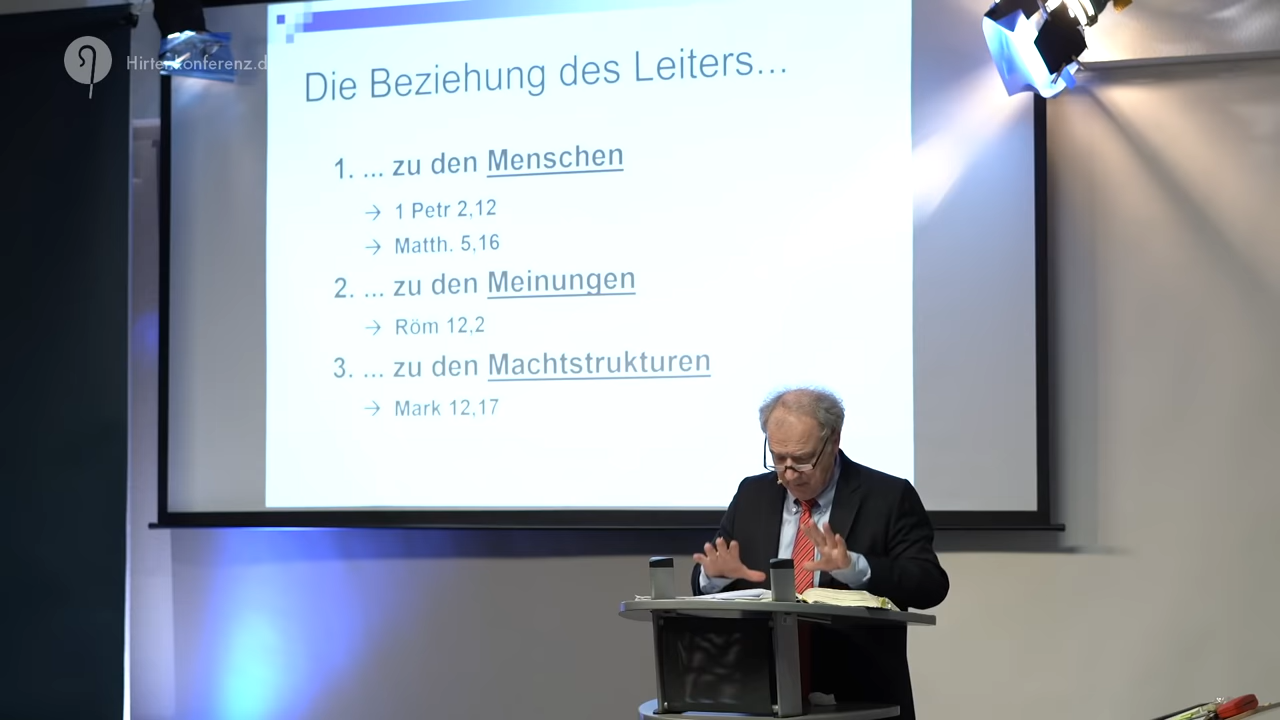 Hirtenkonferenz.d
Die Beziehung des Leiters...
1. ... zu den Menschen
→ 1 Petr 2,12
→ Matth. 5,16
2. ... zu den Meinungen
→ Röm 12,2
3. ... zu den Machtstrukturen
→ Mark 12,17